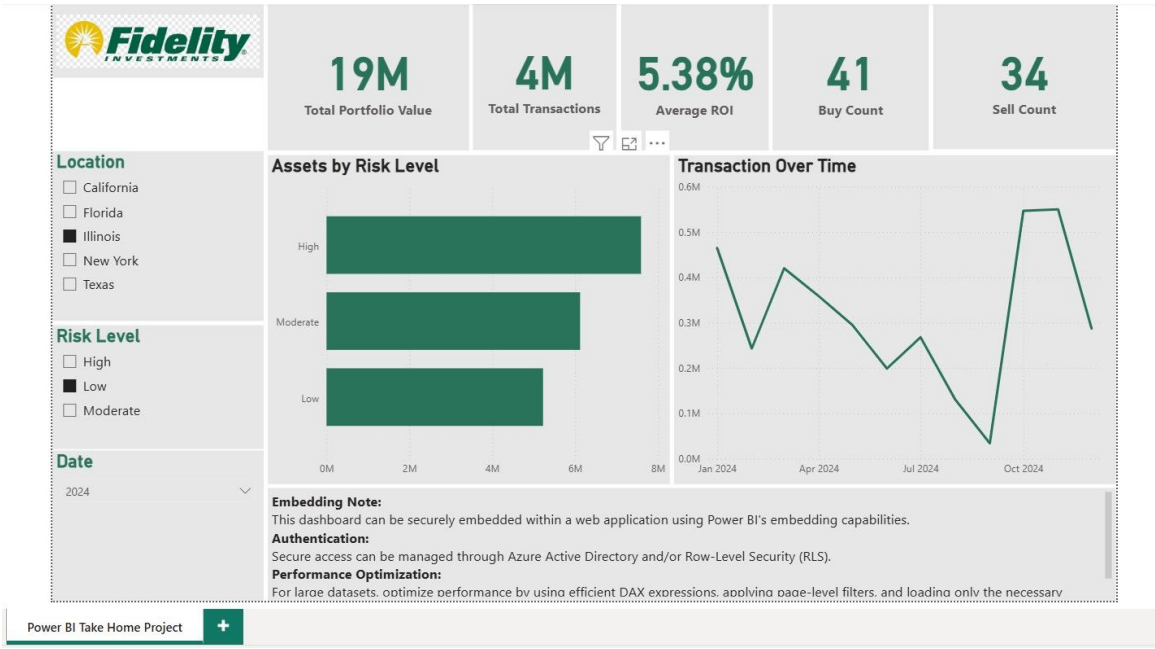 Fidelity
INVESTMENTS
19M
Total Portfolio Value
4M
Total Transactions
5.38%
Average ROI
41
Buy Count
34
Sell Count
Location
California
Florida
Illinois
New York
Texas
Risk Level
High
Low
Moderate
Date
2024
Assets by Risk Level
High
Moderate
Low
0M 2M 4M 6M 8M
Transaction Over Time
0.6M
0.5M
0.4M
0.3M
0.2M
0.1M
0.0M
Jan 2024 Apr 2024 Jul 2024 Oct 2024
Embedding Note:
This dashboard can be securely embedded within a web application using Power BI's embedding capabilities.
Authentication:
Secure access can be managed through Azure Active Directory and/or Row-Level Security (RLS).
Performance Optimization:
For large datasets, optimize performance by using efficient DAX expressions, applying page-level filters, and loading only the necessary
Power BI Take Home Project
+